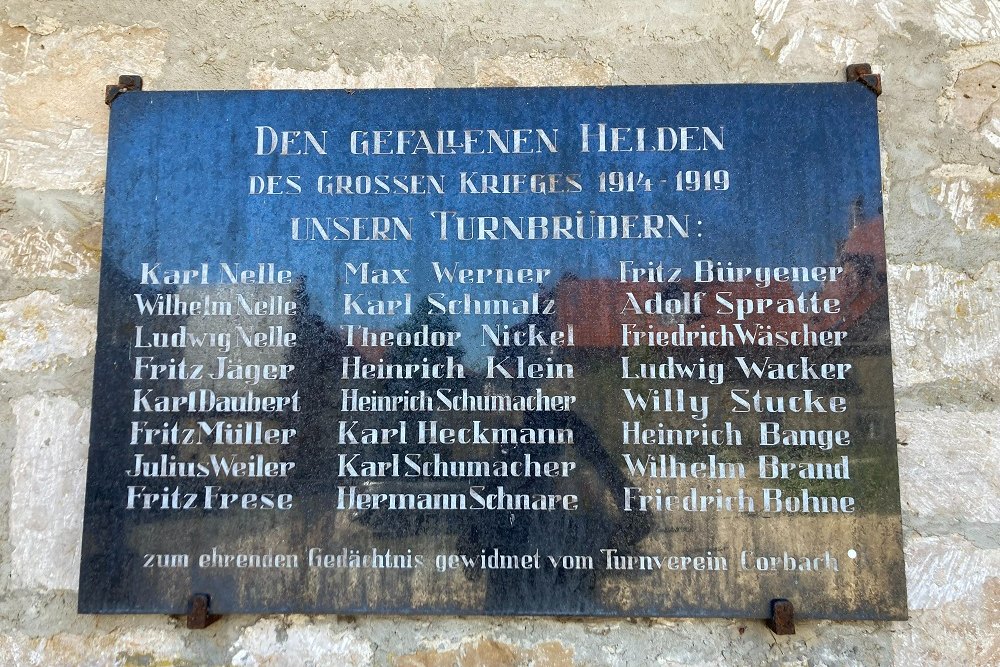 DEN GEFALLENEN HELDEN
DES GROSSEN KRIEGES 1914-1919
UNSERN TURNBRÜDERN:
Karl Nelle
Wilhelm Nelle
Ludwig Nelle
Fritz Jäger
Karl Daubert
Fritz Müller
Julius Weiler
Fritz Frese
Max Werner
Karl Schmalz
Theodor Nickel
Heinrich Klein
Heinrich Schumacher
Karl Heckmann
Karl Schumacher
Hermann Schnare
Fritz Bürgener
Adolf Spratte
Friedrich Wäscher
Ludwig Wacker
Willy Stucke
Heinrich Bange
Wilhelm Brand
Friedrich Bohne
zum ehrenden Gedächtnis gewidmet vom Turnverein Corbach